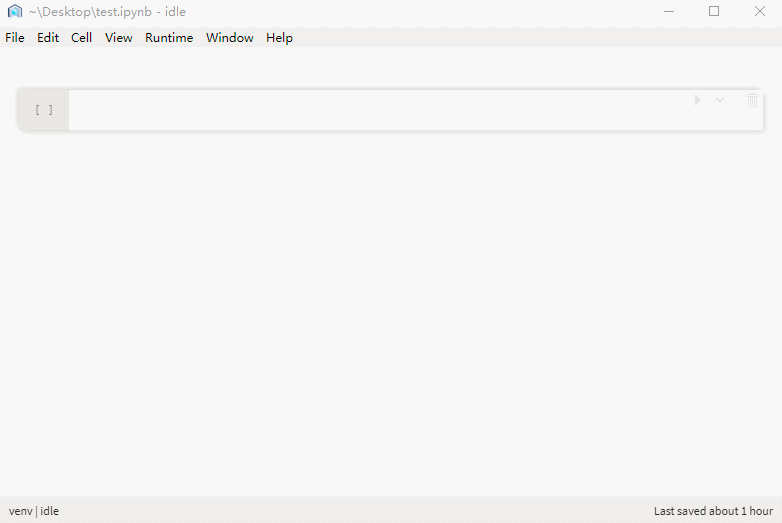 ~\Desktop\test.ipynb - idle
File Edit Cell View Runtime Window Help
[ ]
venv | idle
Last saved about 1 hour